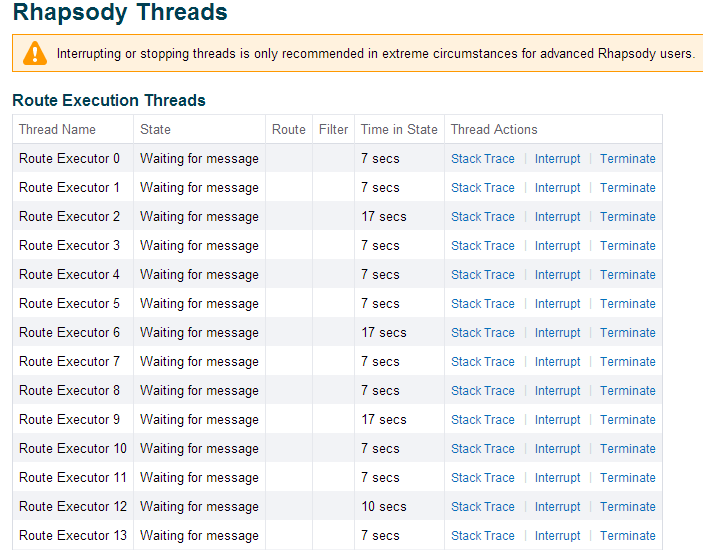 Rhapsody Threads
Interrupting or stopping threads is only recommended in extreme circumstances for advanced Rhapsody users.
Route Execution Threads
Thread Name State Route Filter Time in State Thread Actions
Route Executor 0 Waiting for message 7 secs Stack Trace | Interrupt | Terminate
Route Executor 1 Waiting for message 7 secs Stack Trace | Interrupt | Terminate
Route Executor 2 Waiting for message 17 secs Stack Trace | Interrupt | Terminate
Route Executor 3 Waiting for message 7 secs Stack Trace | Interrupt | Terminate
Route Executor 4 Waiting for message 7 secs Stack Trace | Interrupt | Terminate
Route Executor 5 Waiting for message 7 secs Stack Trace | Interrupt | Terminate
Route Executor 6 Waiting for message 17 secs Stack Trace | Interrupt | Terminate
Route Executor 7 Waiting for message 7 secs Stack Trace | Interrupt | Terminate
Route Executor 8 Waiting for message 7 secs Stack Trace | Interrupt | Terminate
Route Executor 9 Waiting for message 17 secs Stack Trace | Interrupt | Terminate
Route Executor 10 Waiting for message 7 secs Stack Trace | Interrupt | Terminate
Route Executor 11 Waiting for message 7 secs Stack Trace | Interrupt | Terminate
Route Executor 12 Waiting for message 10 secs Stack Trace | Interrupt | Terminate
Route Executor 13 Waiting for message 7 secs Stack Trace | Interrupt | Terminate